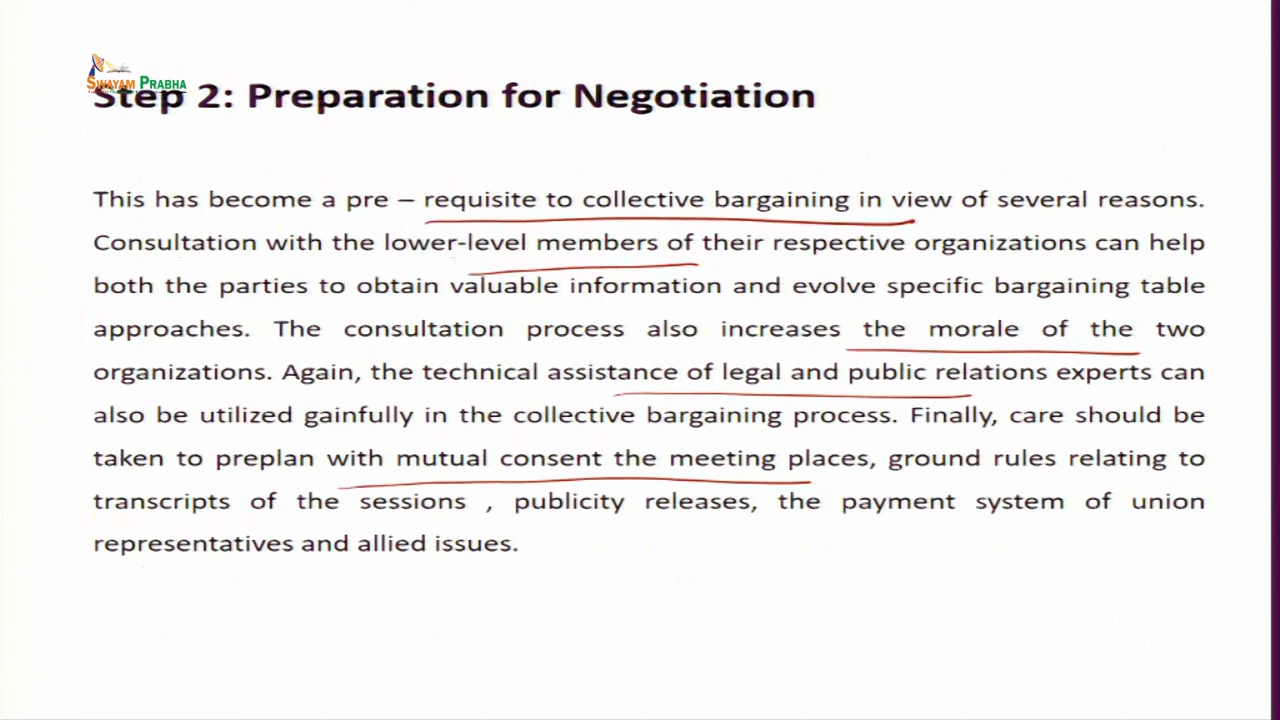 SWAYAM PRABHA
Step 2: Preparation for Negotiation
This has become a pre – requisite to collective bargaining in view of several reasons.
Consultation with the lower-level members of their respective organizations can help
both the parties to obtain valuable information and evolve specific bargaining table
approaches. The consultation process also increases the morale of the two
organizations. Again, the technical assistance of legal and public relations experts can
also be utilized gainfully in the collective bargaining process. Finally, care should be
taken to preplan with mutual consent the meeting places, ground rules relating to
transcripts of the sessions , publicity releases, the payment system of union
representatives and allied issues.